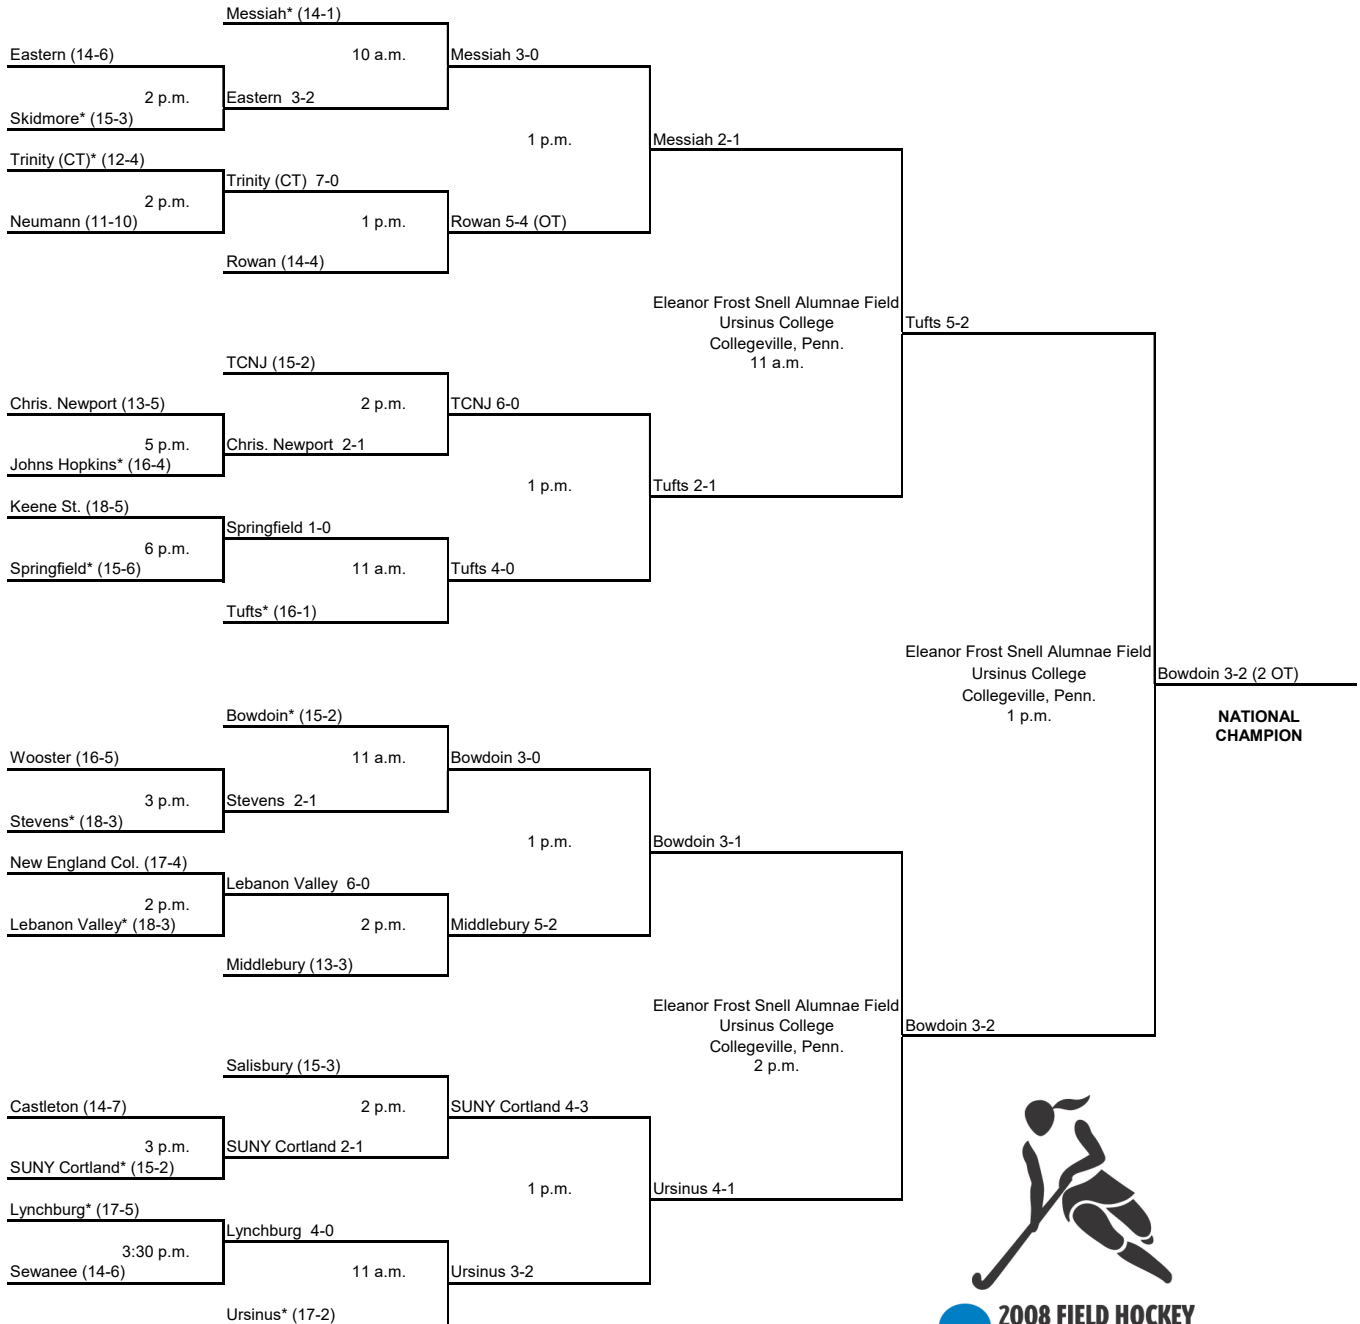 Messiah* (14-1)
Eastern (14-6)
10 a.m.
Messiah 3-0
2 p.m.
Eastern 3-2
Skidmore* (15-3)
1 p.m.
Messiah 2-1
Trinity (CT)* (12-4)
Trinity (CT) 7-0
2 p.m.
Neumann (11-10)
1 p.m.
Rowan 5-4 (OT)
Rowan (14-4)
Eleanor Frost Snell Alumnae Field
Ursinus College
Collegeville, Penn.
11 a.m.
Tufts 5-2
TCNJ (15-2)
Chris. Newport (13-5)
2 p.m.
TCNJ 6-0
5 p.m.
Chris. Newport 2-1
Johns Hopkins* (16-4)
1 p.m.
Tufts 2-1
Keene St. (18-5)
Springfield 1-0
6 p.m.
Springfield* (15-6)
11 a.m.
Tufts 4-0
Tufts* (16-1)
Eleanor Frost Snell Alumnae Field
Ursinus College
Collegeville, Penn.
1 p.m.
Bowdoin 3-2 (2 OT)
NATIONAL
CHAMPION
Bowdoin* (15-2)
Wooster (16-5)
11 a.m.
Bowdoin 3-0
3 p.m.
Stevens 2-1
Stevens* (18-3)
1 p.m.
Bowdoin 3-1
New England Col. (17-4)
Lebanon Valley 6-0
2 p.m.
Lebanon Valley* (18-3)
2 p.m.
Middlebury 5-2
Middlebury (13-3)
Eleanor Frost Snell Alumnae Field
Ursinus College
Collegeville, Penn.
2 p.m.
Bowdoin 3-2
Salisbury (15-3)
Castleton (14-7)
2 p.m.
SUNY Cortland 4-3
3 p.m.
SUNY Cortland 2-1
SUNY Cortland* (15-2)
1 p.m.
Ursinus 4-1
Lynchburg* (17-5)
Lynchburg 4-0
3:30 p.m.
Sewanee (14-6)
11 a.m.
Ursinus 3-2
Ursinus* (17-2)
2008 FIELD HOCKEY